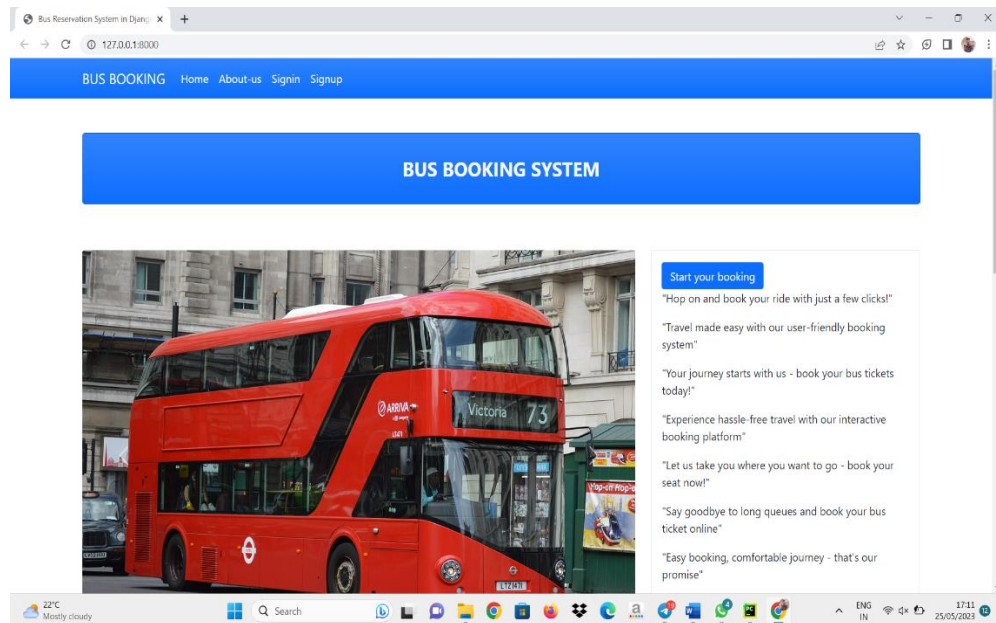 Bus Reservation System in Djang
127.0.0.1:8000
BUS BOOKING Home About-us Signin Signup
BUS BOOKING SYSTEM
Start your booking
"Hop on and book your ride with just a few clicks!"
"Travel made easy with our user-friendly booking
system"
"Your journey starts with us - book your bus tickets
today!"
"Experience hassle-free travel with our interactive
booking platform"
"Let us take you where you want to go - book your
seat now!"
"Say goodbye to long queues and book your bus
ticket online"
"Easy booking, comfortable journey - that's our
promise"
ARRIVA
Victoria 73
LT471
LTZ1471
22°C
Mostly cloudy
Search
ENG
IN
17:11
25/05/2023
12